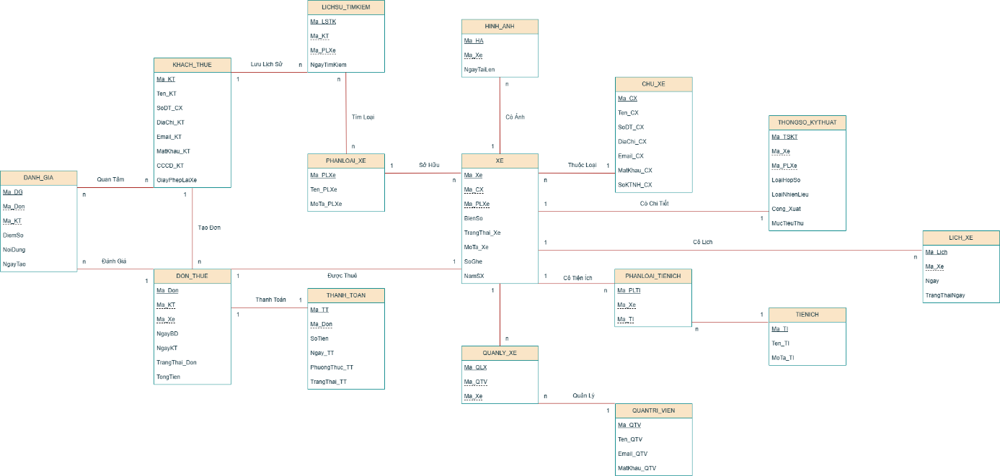 LICHSU_TIMKIEM
Ma_LSTK
Ma_KT
Ma_PLXe
NgayTimKiem
HINH_ANH
Ma_HA
Ma_Xe
NgayTaiLen
KHACH_THUE
Ma_KT
Ten_KT
SoDT_CX
DiaChi_KT
Email_KT
MatKhau_KT
CCCD_KT
GiayPhepLaiXe
Lưu Lịch Sử
1
n
n
Tìm Loại
n
n
Có Ảnh
1
CHU_XE
Ma_CX
Ten_CX
SoDT_CX
DiaChi_CX
Email_CX
MatKhau_CX
SoKTNH_CX
THONGSO_KYTHUAT
Ma_TSKT
Ma_Xe
Ma_PLXe
LoaiHopSo
LoaiNhienLieu
Cong_Xuat
MucTieuThu
DANH_GIA
Ma_DG
Ma_Don
Ma_KT
DiemSo
NoiDung
NgayTao
Quan Tâm
n
n
PHANLOAI_XE
Ma_PLXe
Ten_PLXe
MoTa_PLXe
1
Sở Hữu
n
XE
Ma_Xe
Ma_CX
Ma_PLXe
BienSo
TrangThai_Xe
MoTa_Xe
SoGhe
NamSX
n
Thuộc Loại
1
1
Có Chi Tiết
1
1
Tạo Đơn
n
1
Có Lịch
n
LICH_XE
Ma_Lich
Ma_Xe
Ngay
TrangThaiNgay
n
Đánh Giá
1
1
Được Thuê
1
1
Có Tiện Ích
n
DON_THUE
Ma_Don
Ma_KT
Ma_Xe
NgayBD
NgayKT
TrangThai_Don
TongTien
Thanh Toán
1
1
THANH_TOAN
Ma_TT
Ma_Don
SoTien
Ngay_TT
PhuongThuc_TT
TrangThai_TT
PHANLOAI_TIENICH
Ma_PLTI
Ma_Xe
Ma_TI
n
1
TIENICH
Ma_TI
Ten_TI
MoTa_TI
1
n
QUANLY_XE
Ma_QLX
Ma_QTV
Ma_Xe
n
Quản Lý
1
QUANTRI_VIEN
Ma_QTV
Ten_QTV
Email_QTV
MatKhau_QTV